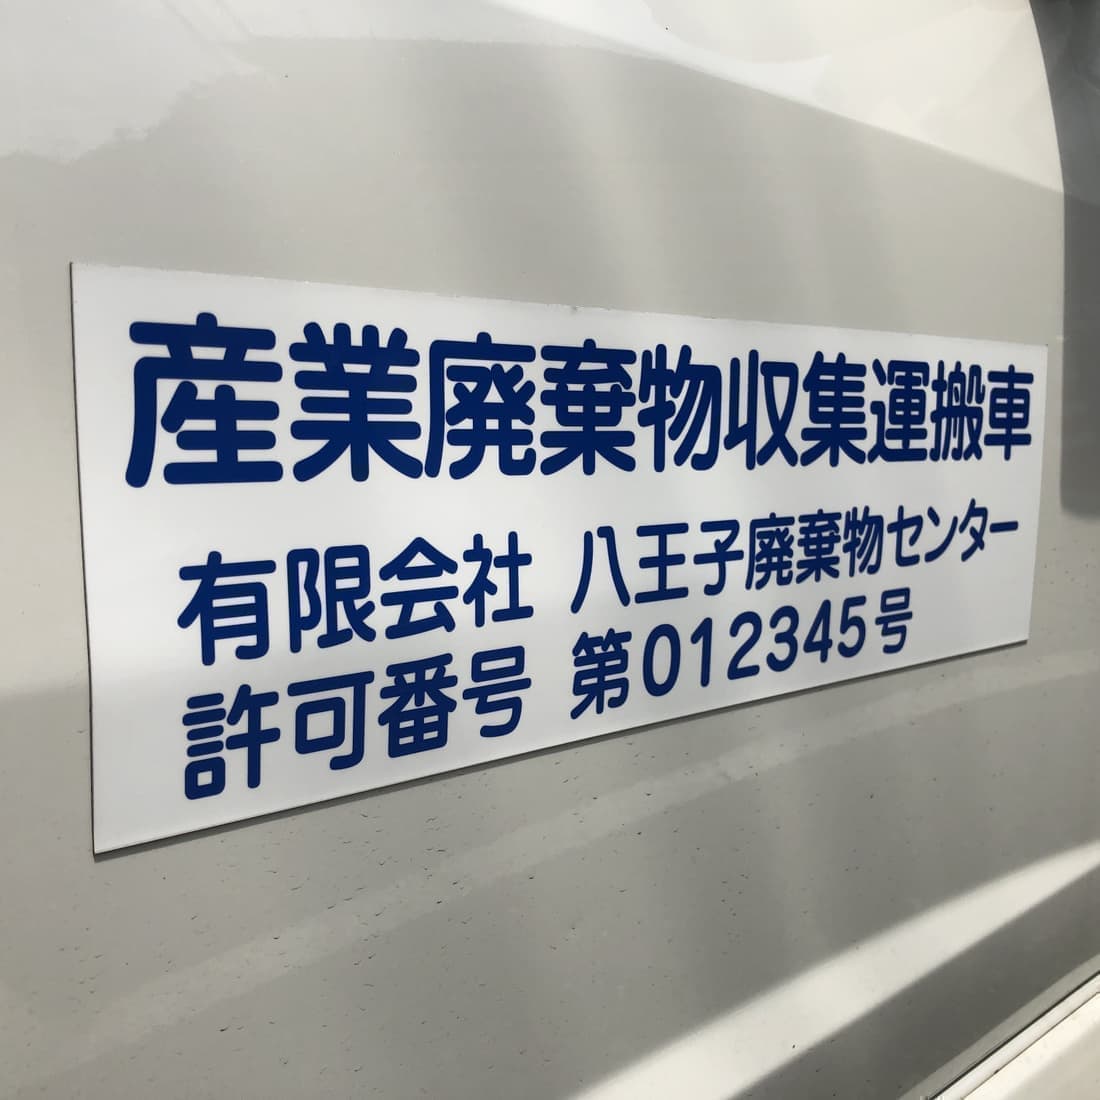 産業廃棄物収集運搬車
有限会社 八王子廃棄物センター
許可番号 第012345号